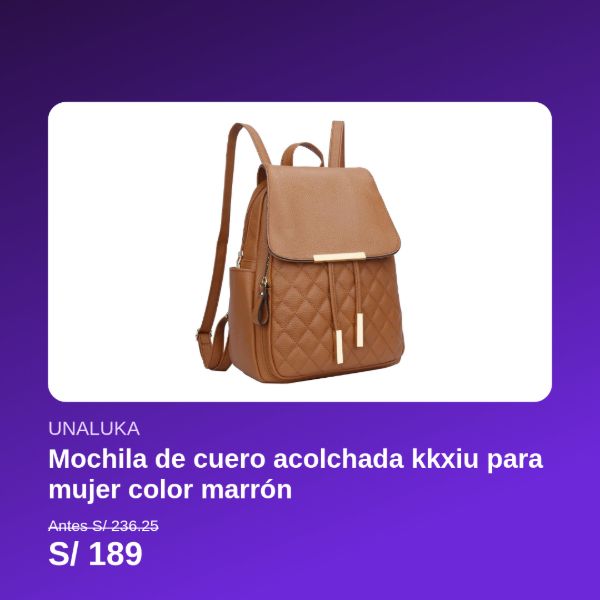 UNALUKA
Mochila de cuero acolchada kkxiu para
mujer color marrón
Antes S/ 236.25
S/ 189